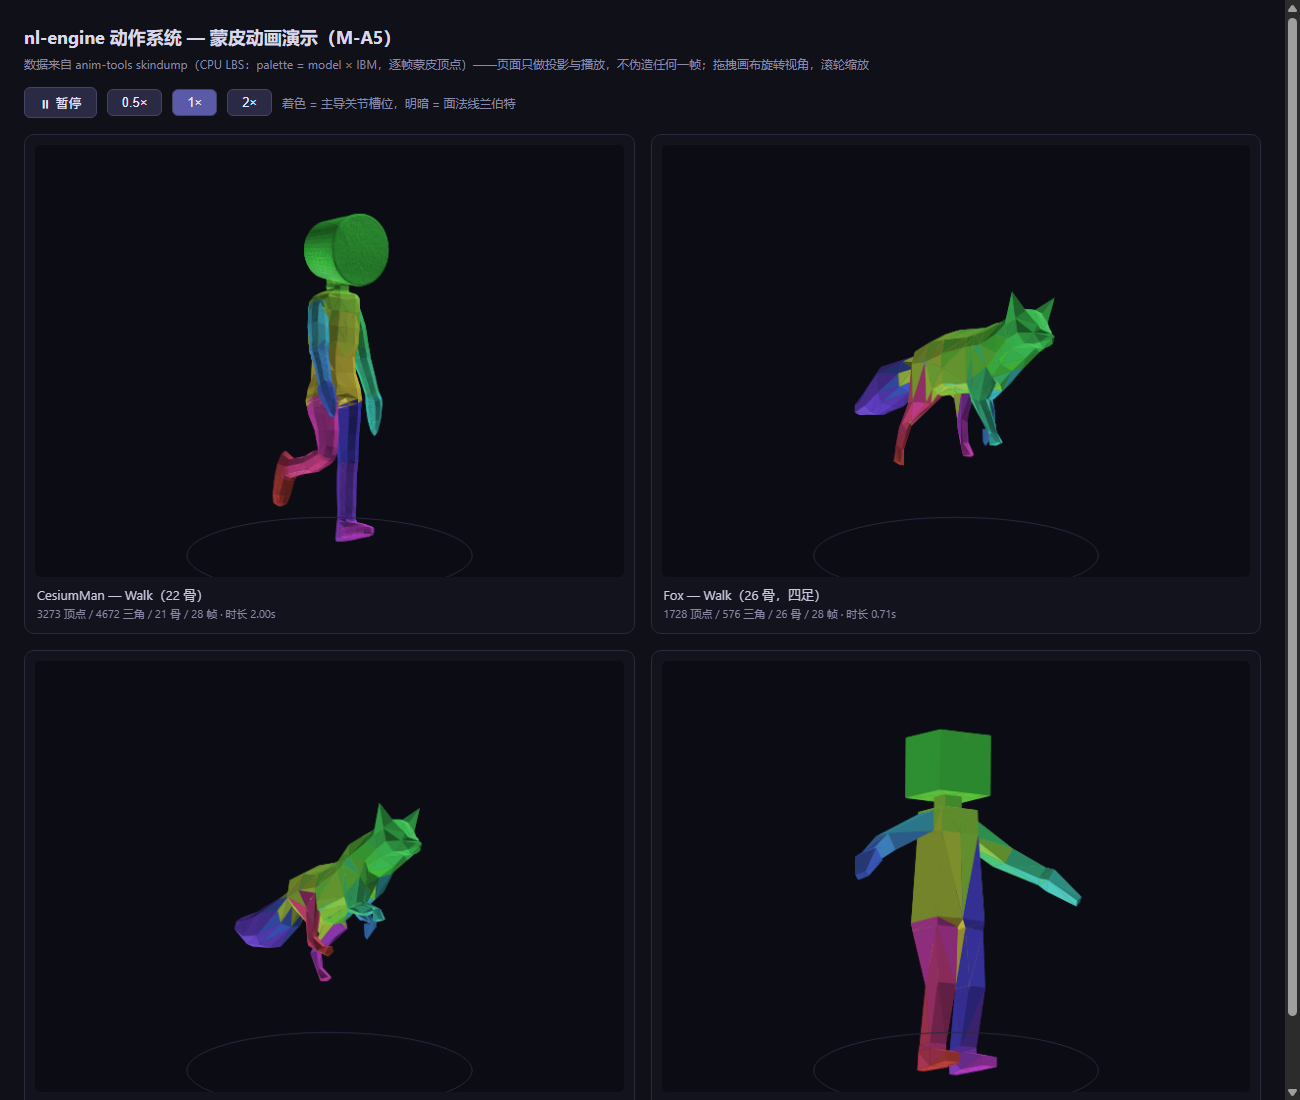 nl-engine 动作系统 — 蒙皮动画演示（M-A5）
数据来自 anim-tools skindump（CPU LBS：palette = model × IBM，逐帧蒙皮顶点）——页面只做投影与播放，不伪造任何一帧；拖拽画布旋转视角，滚轮缩放
⏸ 暂停 0.5× 1× 2× 着色 = 主导关节槽位，明暗 = 面法线兰伯特
CesiumMan — Walk（22 骨）
3273 顶点 / 4672 三角 / 21 骨 / 28 帧 · 时长 2.00s
Fox — Walk（26 骨，四足）
1728 顶点 / 576 三角 / 26 骨 / 28 帧 · 时长 0.71s